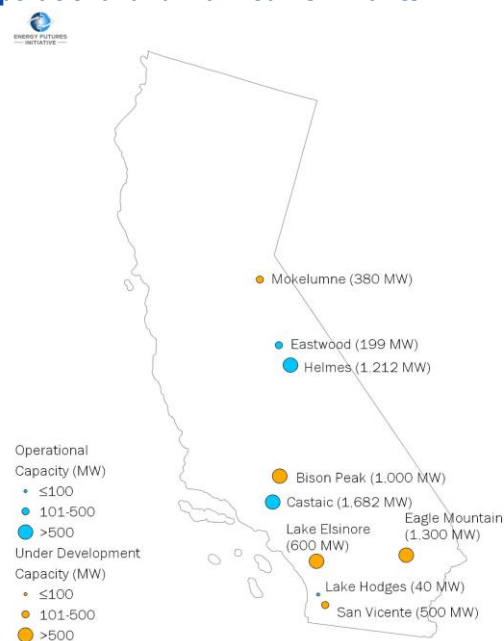 ENERGY FUTURES
INITIATIVE
Mokelumne (380 MW)
Eastwood (199 MW)
Helmes (1.212 MW)
Operational
Capacity (MW)
≤100
101-500
>500
Under Development
Capacity (MW)
≤100
101-500
>500
Bison Peak (1.000 MW)
Castaic (1.682 MW)
Lake Elsinore
(600 MW)
Eagle Mountain
(1.300 MW)
Lake Hodges (40 MW)
San Vicente (500 MW)